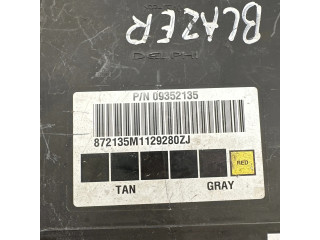 BLAZER
DELPHI
P/N 09352135
872135M1129280ZJ
RED
TAN GRAY